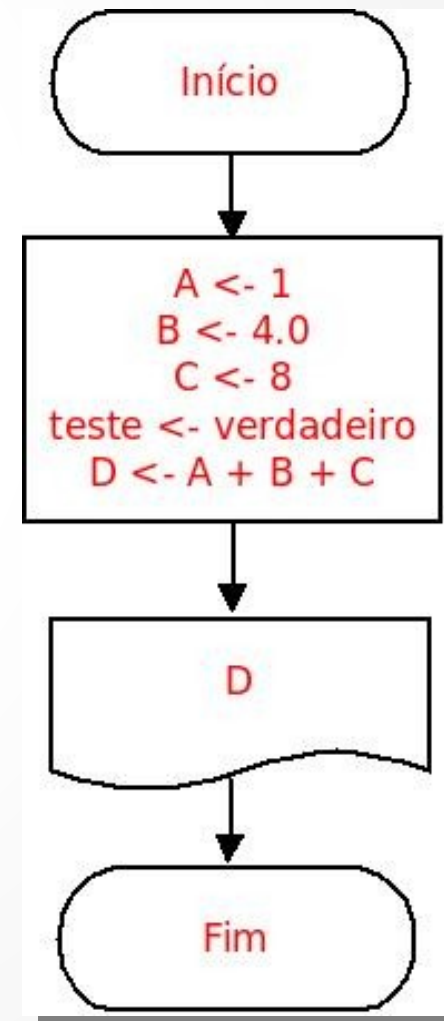 Início
A <- 1
B <- 4.0
C <- 8
teste <- verdadeiro
D <- A + B + C
D
Fim